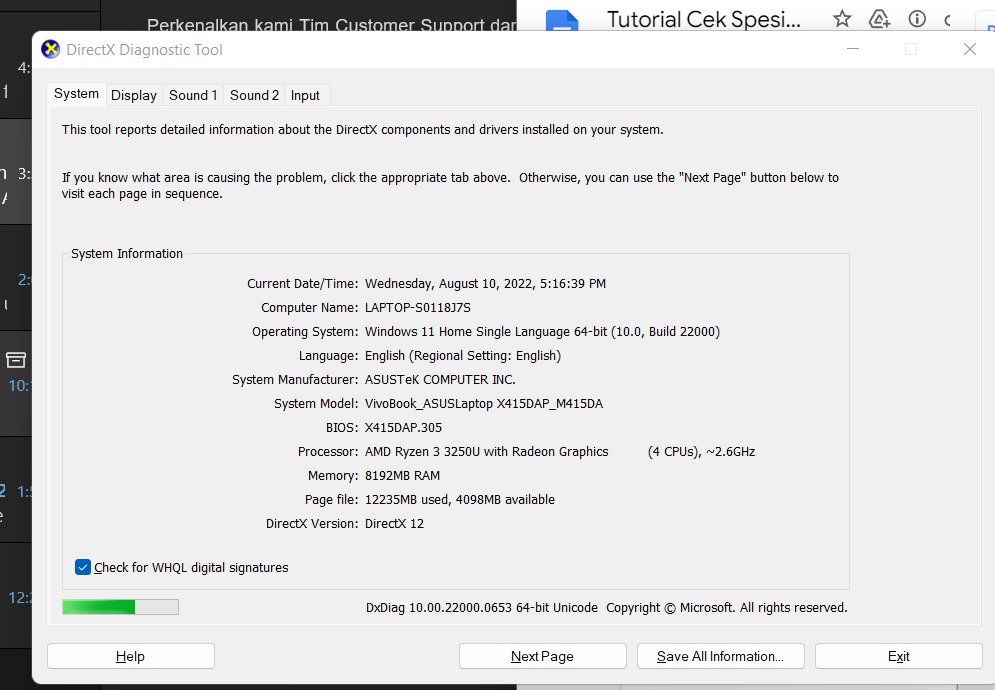 Perkenalkan kami Tim Customer Support dar
Tutorial Cek Spesi...
DirectX Diagnostic Tool
System
Display
Sound 1
Sound 2
Input
This tool reports detailed information about the DirectX components and drivers installed on your system.
If you know what area is causing the problem, click the appropriate tab above.  Otherwise, you can use the "Next Page" button below to
visit each page in sequence.
System Information
Current Date/Time: Wednesday, August 10, 2022, 5:16:39 PM
Computer Name: LAPTOP-S0118J7S
Operating System: Windows 11 Home Single Language 64-bit (10.0, Build 22000)
Language: English (Regional Setting: English)
System Manufacturer: ASUSTeK COMPUTER INC.
System Model: VivoBook_ASUSLaptop X415DAP_M415DA
BIOS: X415DAP.305
Processor: AMD Ryzen 3 3250U with Radeon Graphics (4 CPUs), ~2.6GHz
Memory: 8192MB RAM
Page file: 12235MB used, 4098MB available
DirectX Version: DirectX 12
Check for WHQL digital signatures
DxDiag 10.00.22000.0653 64-bit Unicode  Copyright © Microsoft. All rights reserved.
Help
Next Page
Save All Information...
Exit
4:
3:
2:
10:
1:
12: